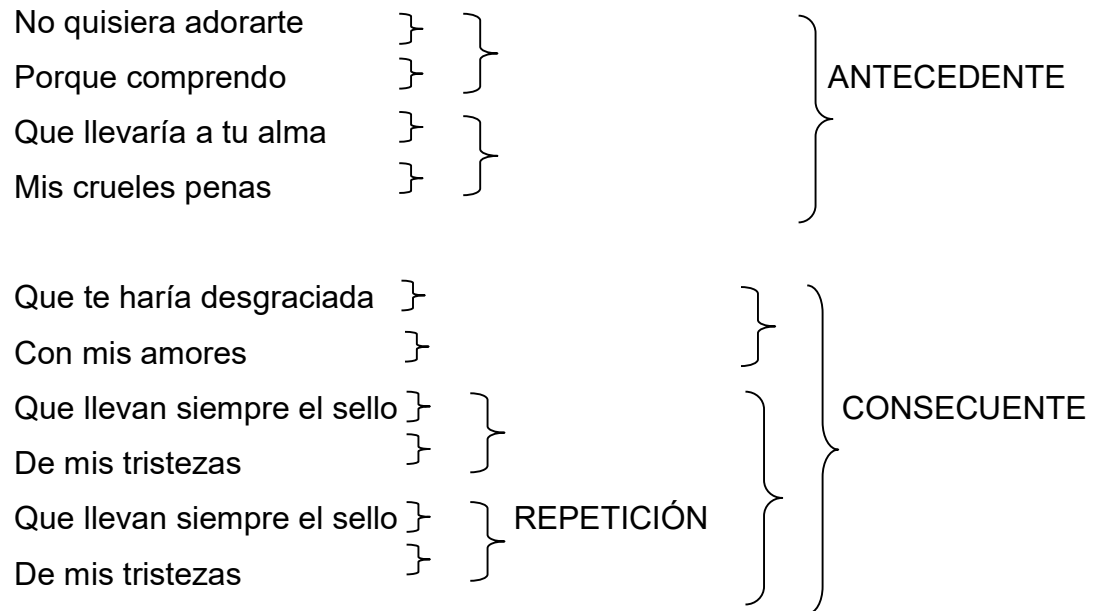 No quisiera adorarte
Porque comprendo ANTECEDENTE
Que llevaría a tu alma
Mis crueles penas
Que te haría desgraciada
Con mis amores
Que llevan siempre el sello CONSECUENTE
De mis tristezas
Que llevan siempre el sello REPETICIÓN
De mis tristezas